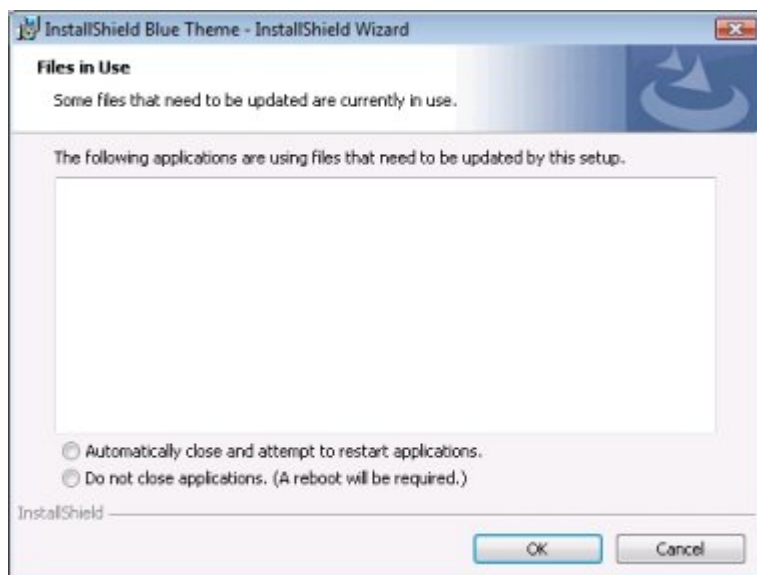 InstallShield Blue Theme - InstallShield Wizard
Files in Use
Some files that need to be updated are currently in use.
The following applications are using files that need to be updated by this setup.
Automatically close and attempt to restart applications.
Do not close applications. (A reboot will be required.)
InstallShield
OK
Cancel